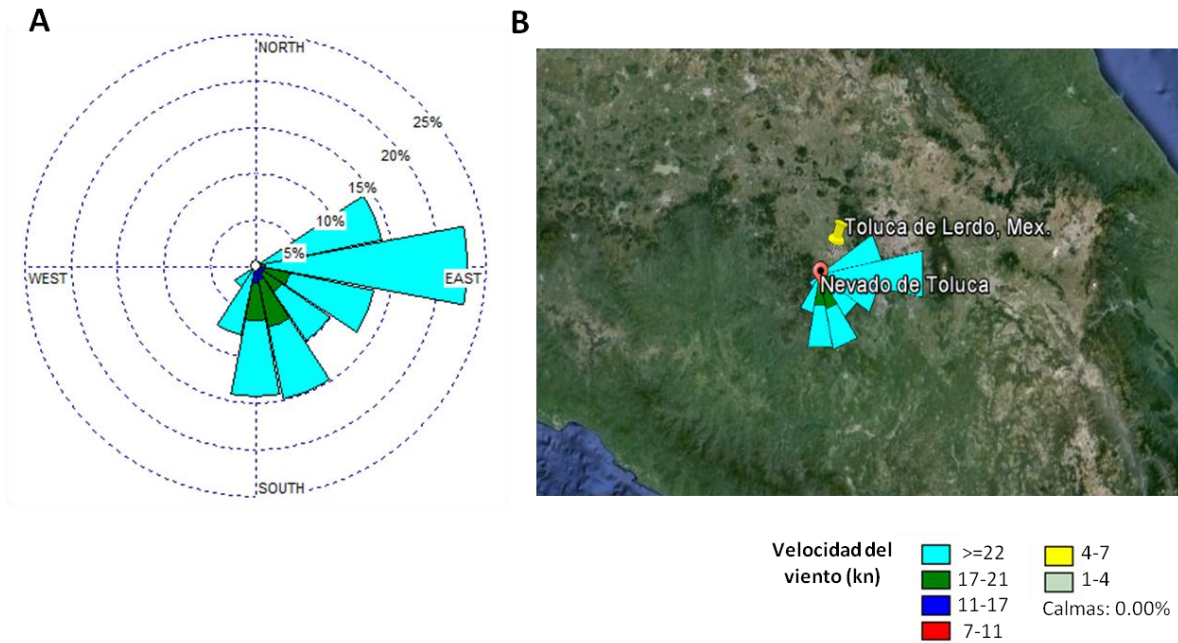 A
NORTH
25%
20%
15%
10%
5%
WEST
EAST
SOUTH
B
Toluca de Lerdo, Mex.
Nevado de Toluca
Velocidad del
viento (kn)
>=22
17-21
11-17
7-11
4-7
1-4
Calmas: 0.00%